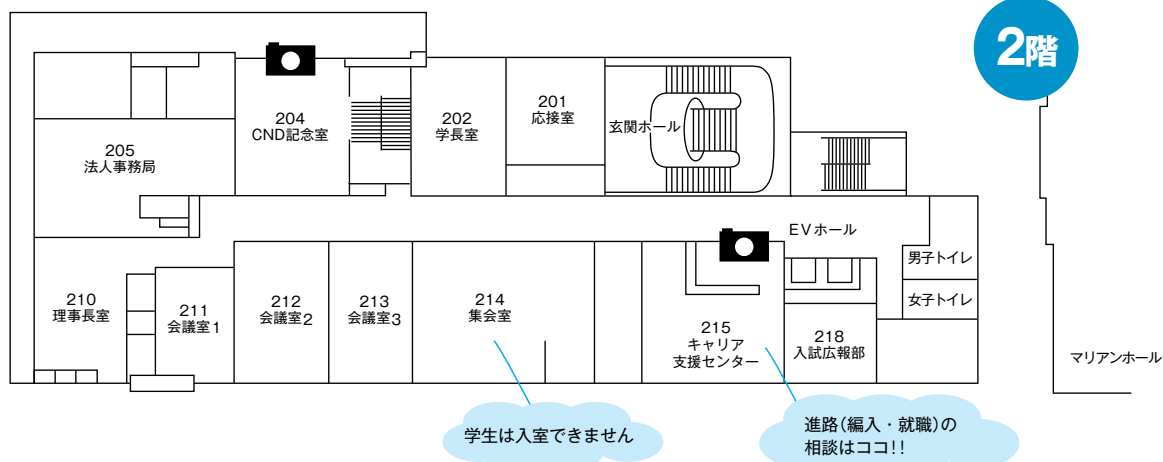 2階
204
CND記念室
202
学長室
201
応接室
玄関ホール
205
法人事務局
EVホール
男子トイレ
女子トイレ
210
理事長室
211
会議室1
212
会議室2
213
会議室3
214
集会室
215
キャリア
支援センター
218
入試広報部
マリアンホール
学生は入室できません
進路(編入・就職)の
相談はココ!!